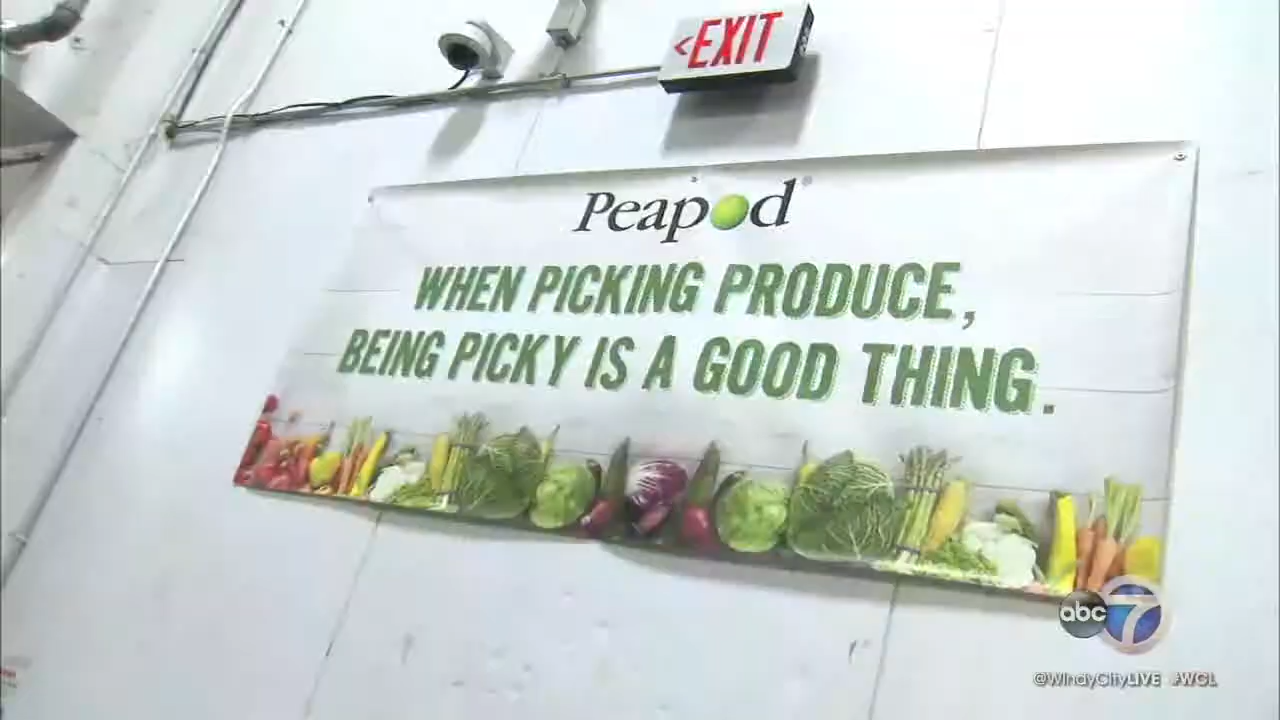 <EXIT
Peapod®
WHEN PICKING PRODUCE,
BEING PICKY IS A GOOD THING.
abc 7
@WindyCityLIVE #WCL